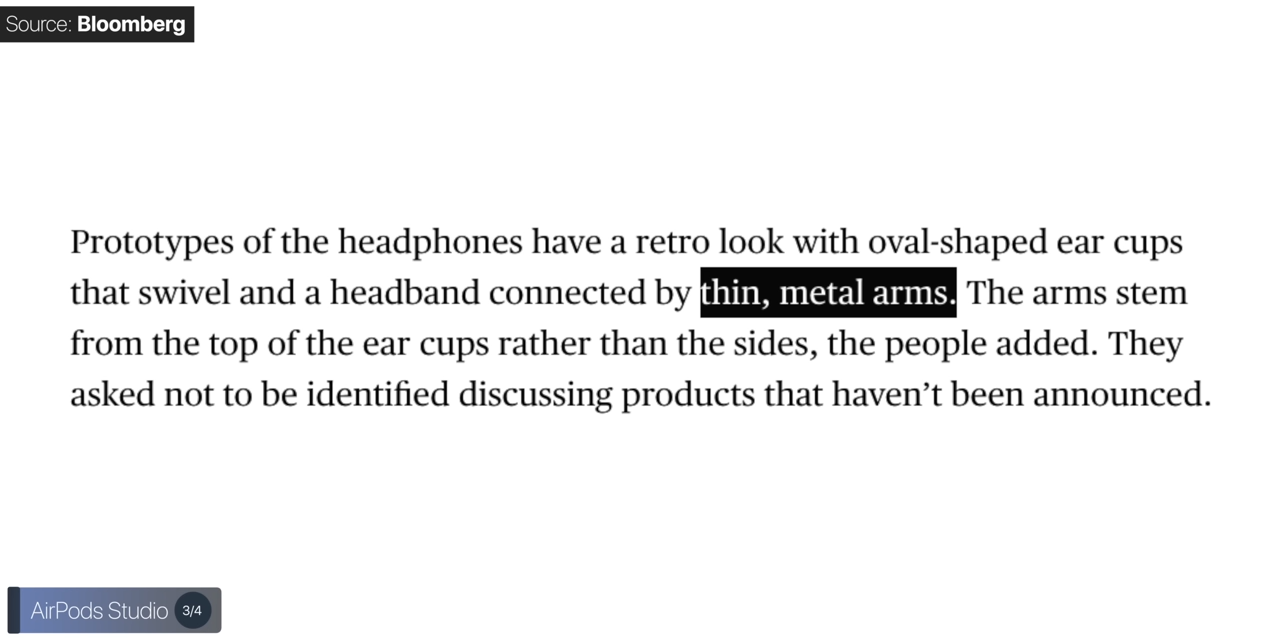 Source: Bloomberg
Prototypes of the headphones have a retro look with oval-shaped ear cups
that swivel and a headband connected by thin, metal arms. The arms stem
from the top of the ear cups rather than the sides, the people added. They
asked not to be identified discussing products that haven’t been announced.
AirPods Studio 3/4